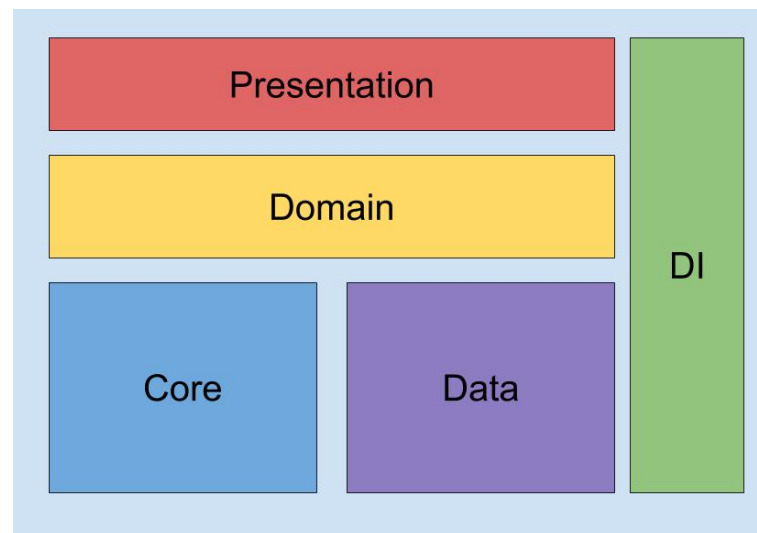 Presentation
Domain
DI
Core
Data